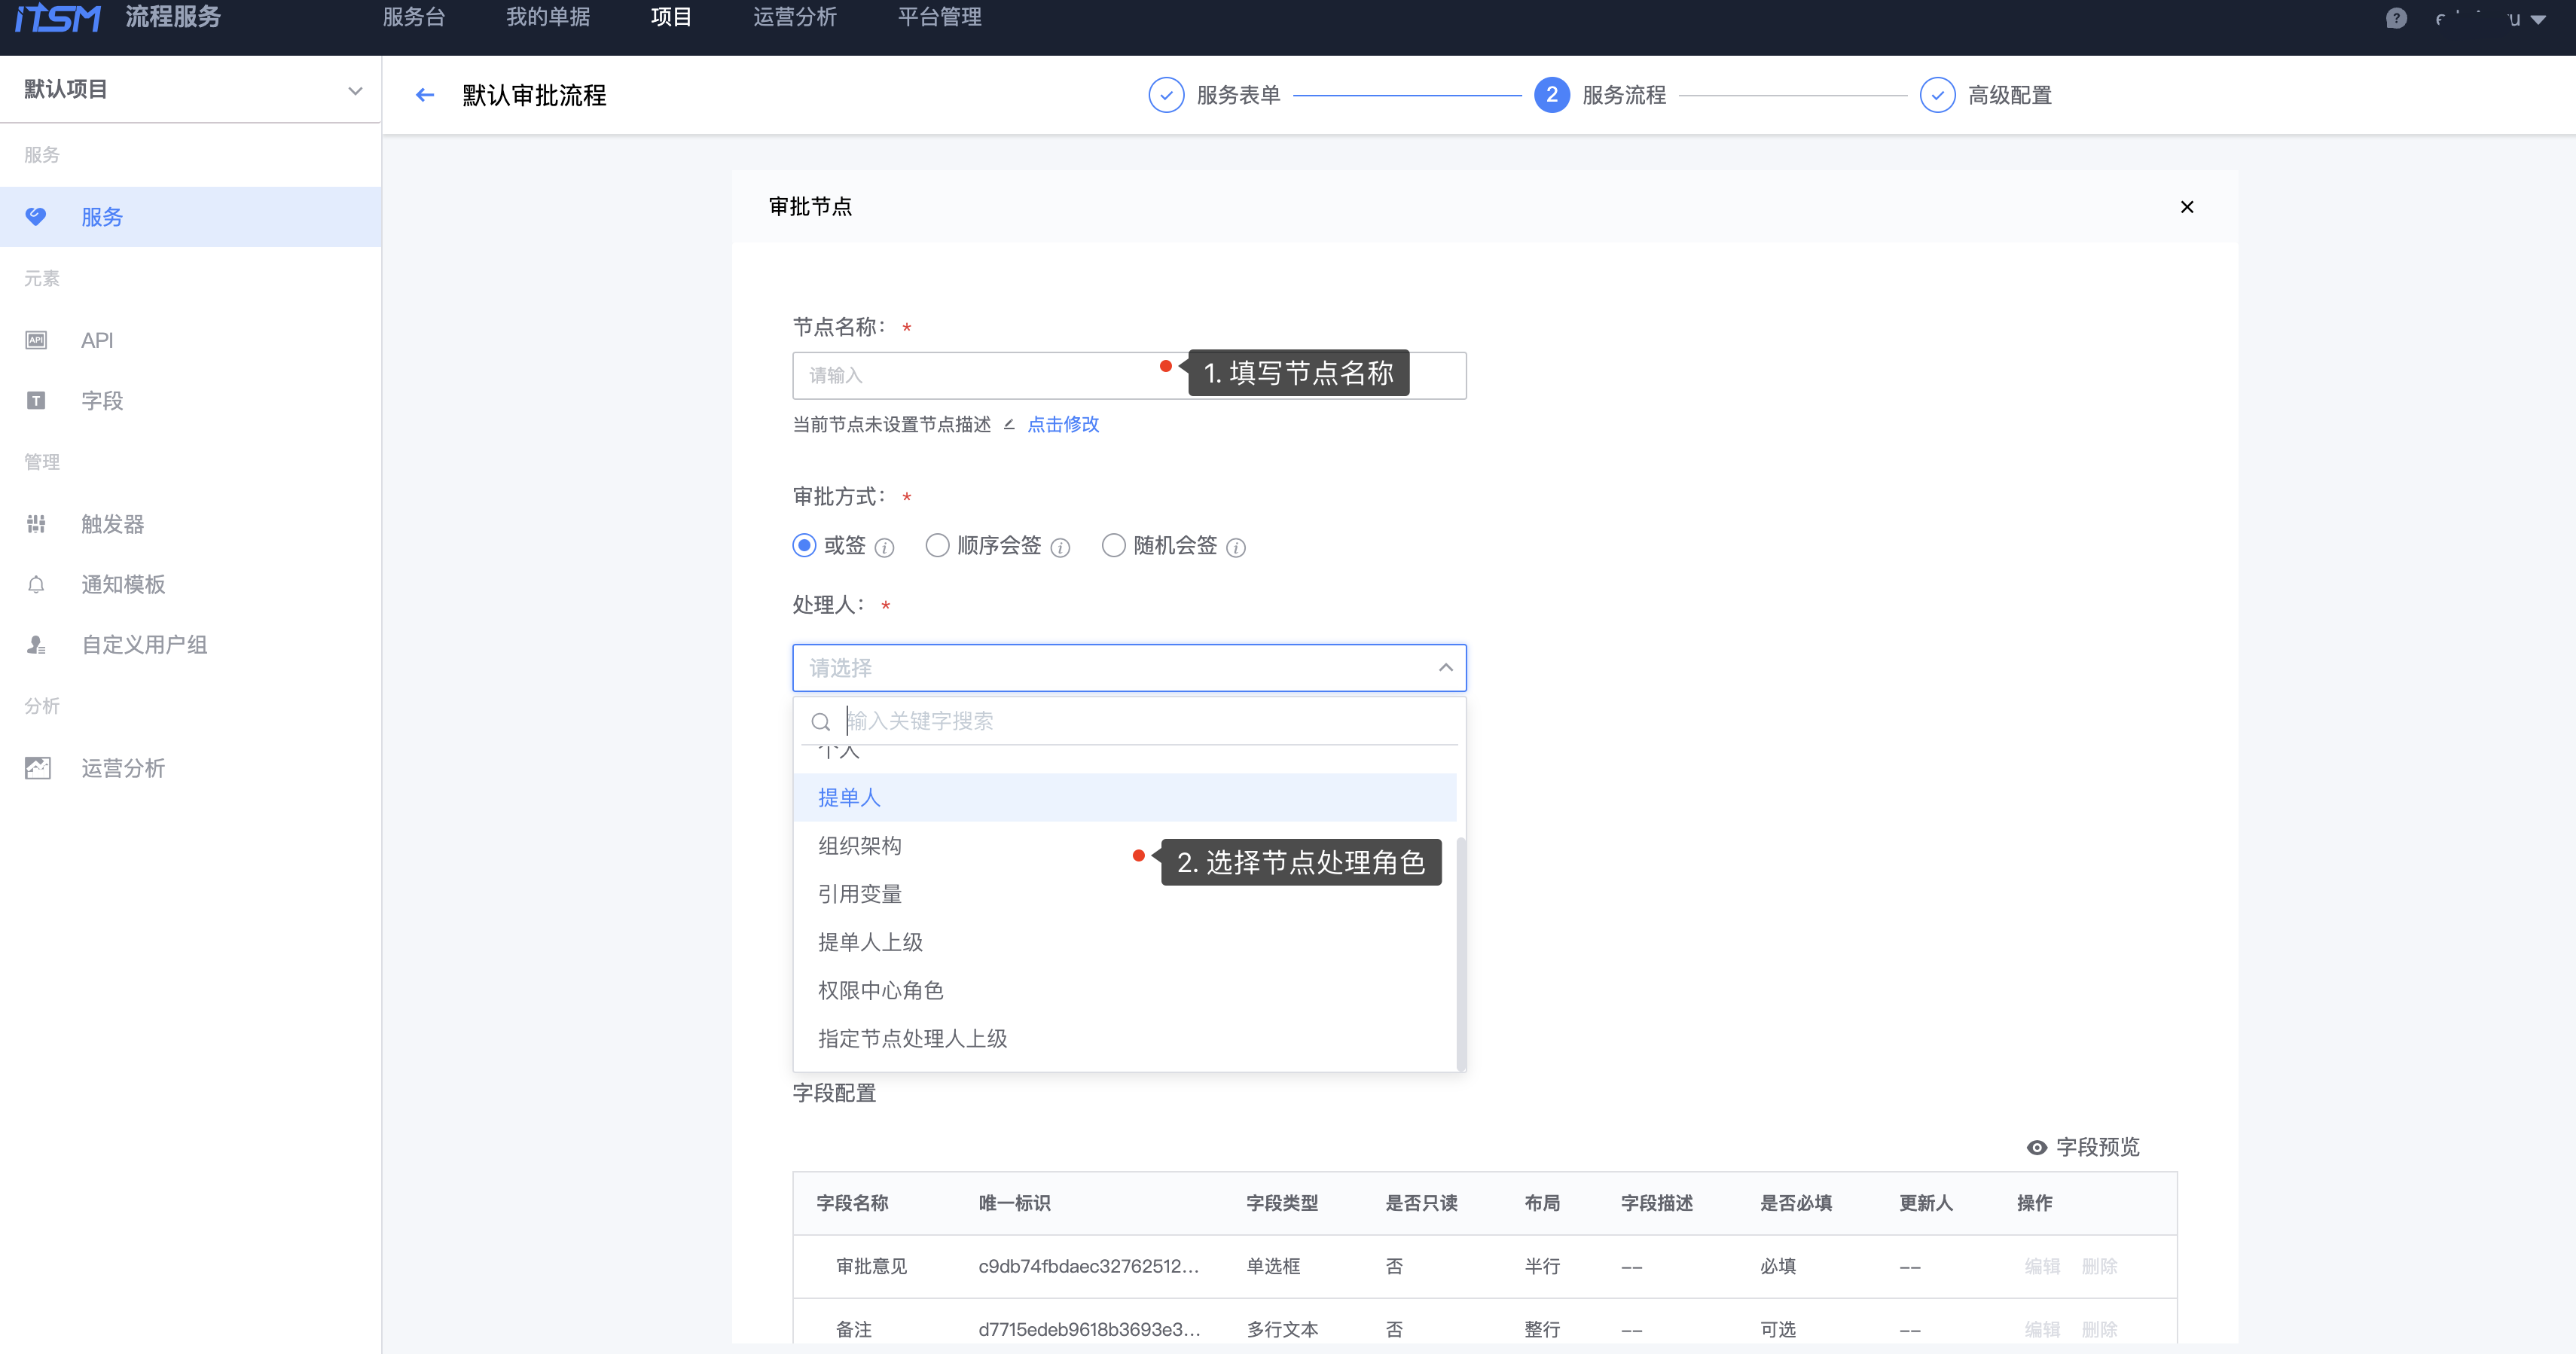 iTSM 流程服务 服务台 我的单据 项目 运营分析 平台管理
默认项目
服务
服务
元素
API
字段
管理
触发器
通知模板
自定义用户组
分析
运营分析
默认审批流程 服务表单 2 服务流程 高级配置
审批节点
节点名称： *
请输入
1. 填写节点名称
当前节点未设置节点描述 点击修改
审批方式： *
或签 顺序会签 随机会签
处理人： *
请选择
输入关键字搜索
个人
提单人
组织架构
2. 选择节点处理角色
引用变量
提单人上级
权限中心角色
指定节点处理人上级
字段配置
字段预览
字段名称 唯一标识 字段类型 是否只读 布局 字段描述 是否必填 更新人 操作
审批意见 c9db74fbdaec32762512... 单选框 否 半行 -- 必填 -- 编辑 删除
备注 d7715edeb9618b3693e3... 多行文本 否 整行 -- 可选 -- 编辑 删除